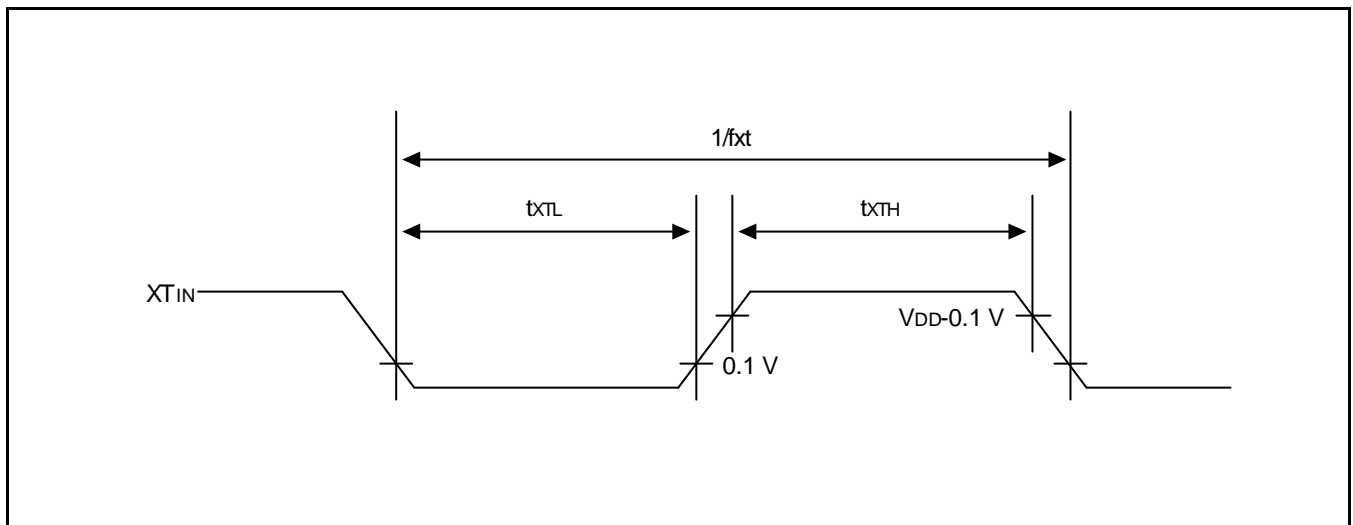 1/fxt
tXTL
tXTH
XTIN
VDD-0.1 V
0.1 V